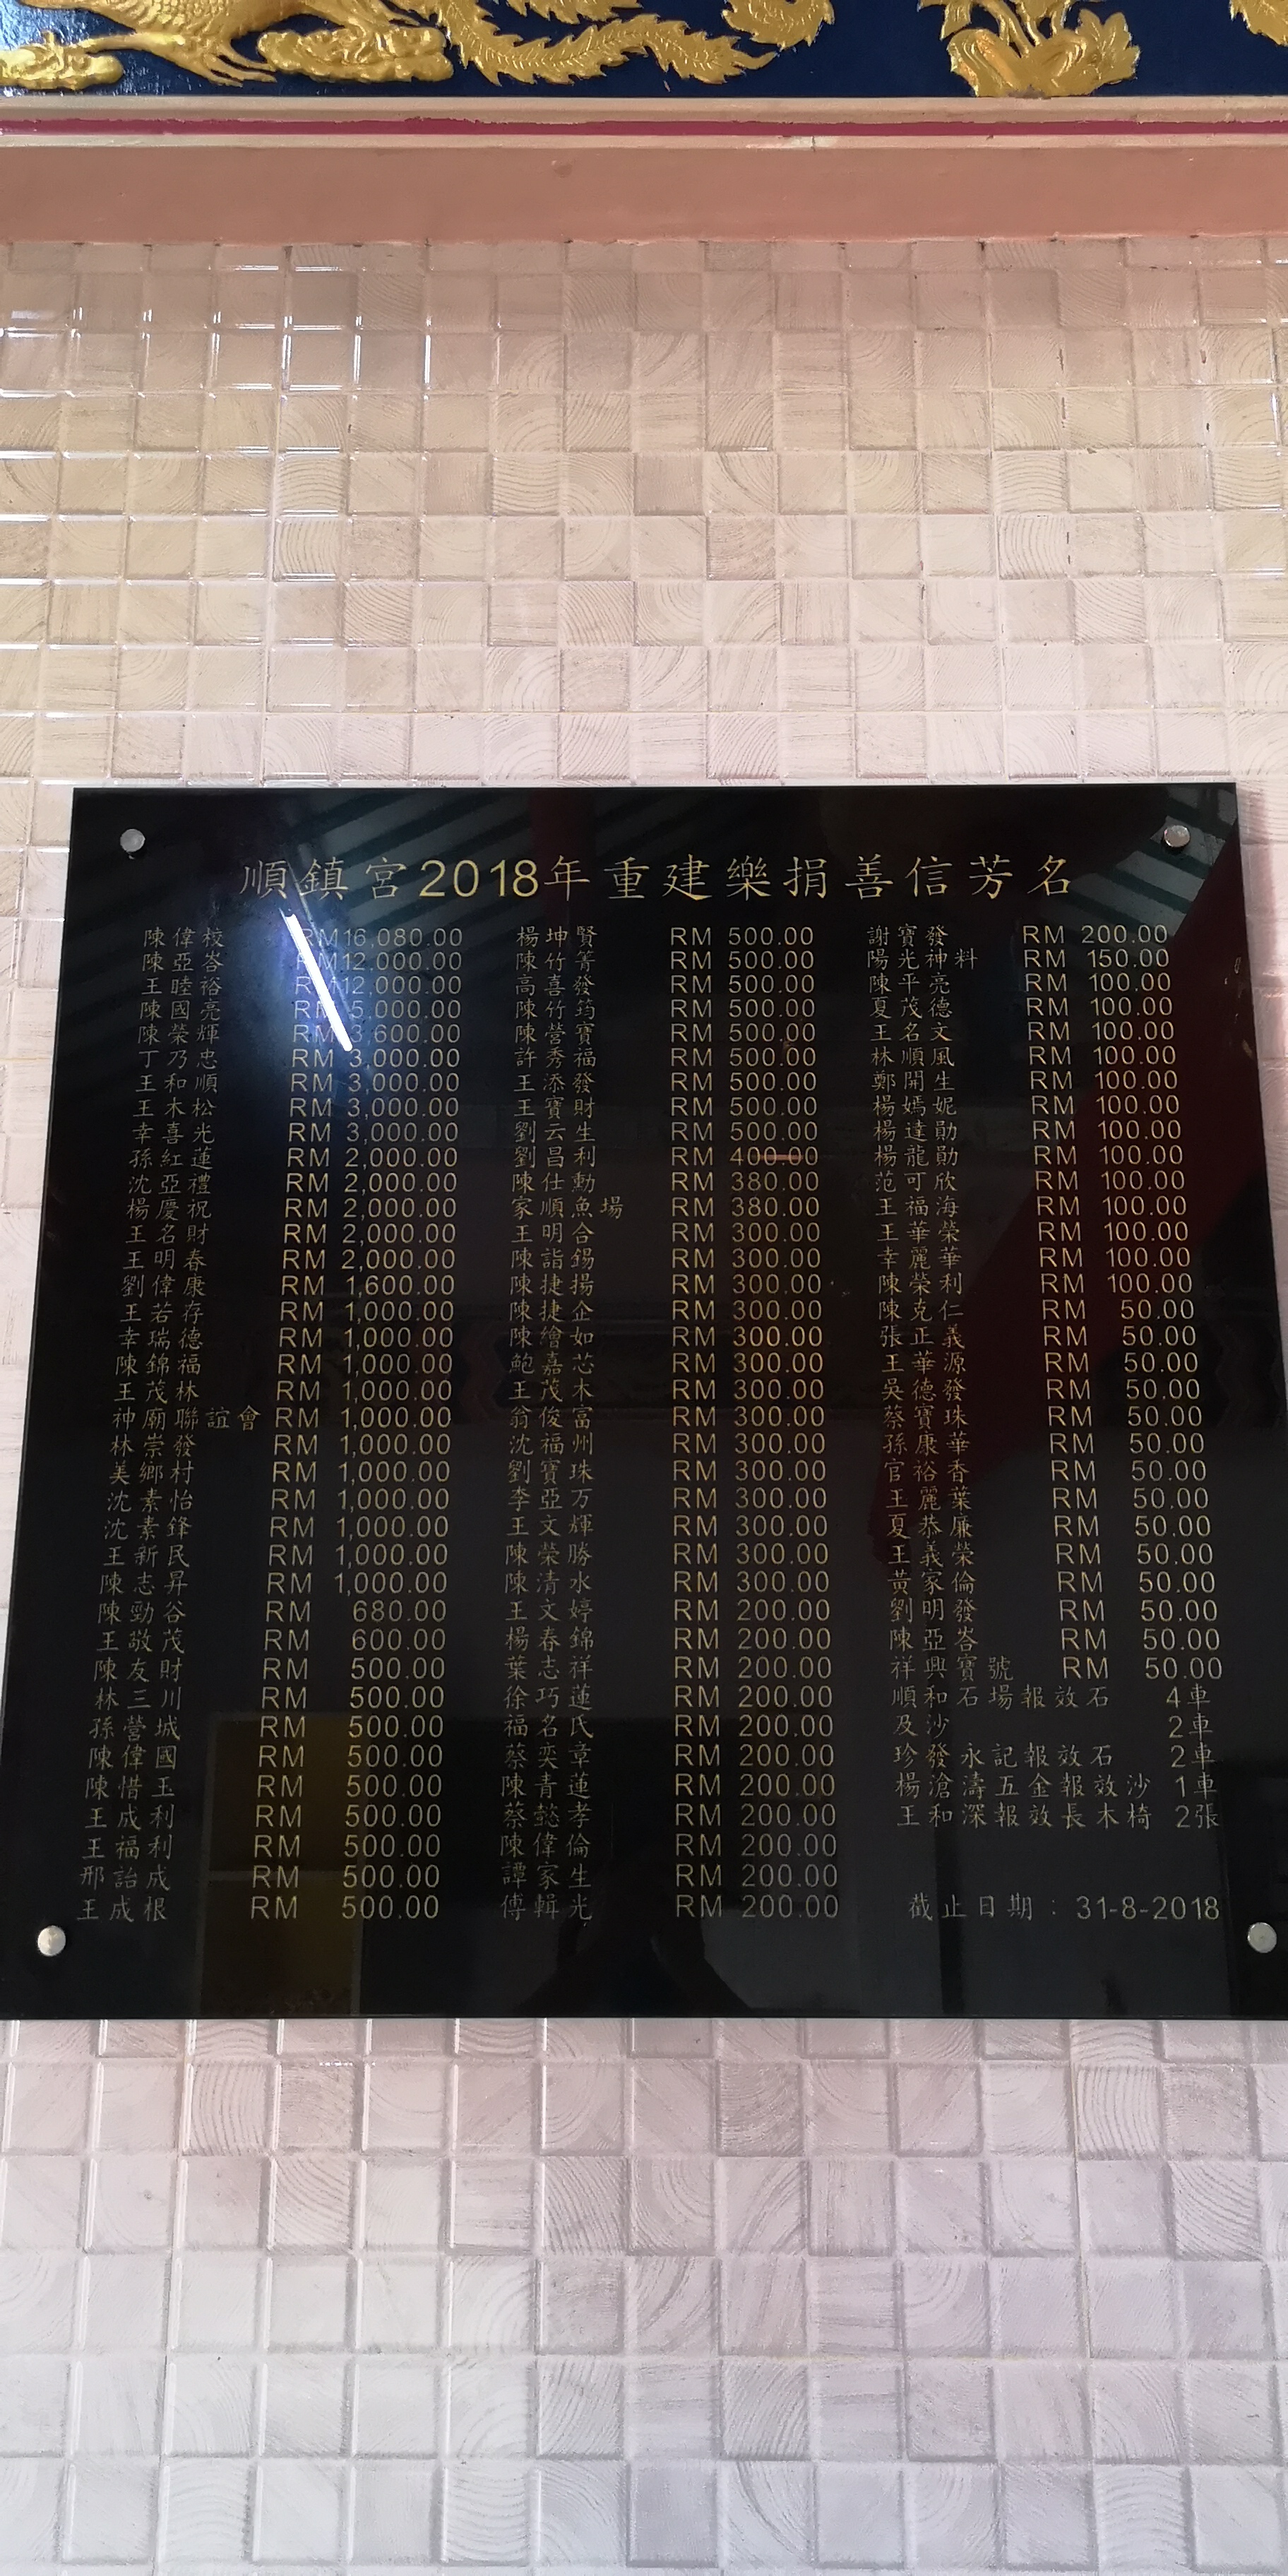 順鎮宮2018年重建樂捐善信芳名
陳偉校 RM16,080.00
陳亞峇 RM12,000.00
王睦裕 RM12,000.00
陳國亮 RM 5,000.00
陳榮輝 RM 3,600.00
丁乃忠 RM 3,000.00
王和順 RM 3,000.00
王木松 RM 3,000.00
幸喜光 RM 3,000.00
孫紅蓮 RM 2,000.00
沈亞禮 RM 2,000.00
楊慶祝 RM 2,000.00
王名財 RM 2,000.00
王明春 RM 2,000.00
劉偉康 RM 1,600.00
王若存 RM 1,000.00
幸瑞德 RM 1,000.00
陳錦福 RM 1,000.00
王茂林 RM 1,000.00
神廟聯誼會 RM 1,000.00
林崇發 RM 1,000.00
美鄉村 RM 1,000.00
沈素怡 RM 1,000.00
沈素鋒 RM 1,000.00
王新民 RM 1,000.00
陳志昇 RM 1,000.00
陳勁谷 RM 680.00
王敬茂 RM 600.00
陳友財 RM 500.00
林三川 RM 500.00
孫營城 RM 500.00
陳偉國 RM 500.00
陳惜玉 RM 500.00
王成利 RM 500.00
王福利 RM 500.00
邢詒成 RM 500.00
王成根 RM 500.00
楊坤賢 RM 500.00
陳竹箐 RM 500.00
高喜發 RM 500.00
陳竹筠 RM 500.00
陳營寶 RM 500.00
許秀福 RM 500.00
王添發 RM 500.00
王寶財 RM 500.00
劉云生 RM 500.00
劉昌利 RM 400.00
陳仕勳 RM 380.00
家順魚場 RM 380.00
王明合 RM 300.00
陳詣錫 RM 300.00
陳捷揚 RM 300.00
陳捷企 RM 300.00
陳繪如 RM 300.00
鮑嘉芯 RM 300.00
王茂木 RM 300.00
翁俊富 RM 300.00
沈福州 RM 300.00
劉寶珠 RM 300.00
李亞万 RM 300.00
王文輝 RM 300.00
陳榮勝 RM 300.00
陳清水 RM 300.00
王文婷 RM 200.00
楊春錦 RM 200.00
葉志祥 RM 200.00
徐巧蓮 RM 200.00
福名氏 RM 200.00
蔡奕章 RM 200.00
陳青蓮 RM 200.00
蔡懿孝 RM 200.00
陳偉倫 RM 200.00
譚家生 RM 200.00
傅輯光 RM 200.00
謝寶發 RM 200.00
陽光神料 RM 150.00
陳平亮 RM 100.00
夏茂德 RM 100.00
王名文 RM 100.00
林順風 RM 100.00
鄭開生 RM 100.00
楊嫣妮 RM 100.00
楊達勛 RM 100.00
楊龍勛 RM 100.00
范可欣 RM 100.00
王福海 RM 100.00
王華榮 RM 100.00
幸麗華 RM 100.00
陳榮利 RM 100.00
陳克仁 RM 50.00
張正義 RM 50.00
王華源 RM 50.00
吳德發 RM 50.00
蔡寶珠 RM 50.00
孫康華 RM 50.00
官裕香 RM 50.00
王麗葉 RM 50.00
夏恭廉 RM 50.00
王義榮 RM 50.00
黃家倫 RM 50.00
劉明發 RM 50.00
陳亞峇 RM 50.00
祥興寶號 RM 50.00
順和石場報效石 4車
及沙 2車
珍發永記報效石 2車
楊滄濤五金報效沙 1車
王和深報效長木椅 2張
截止日期：31-8-2018